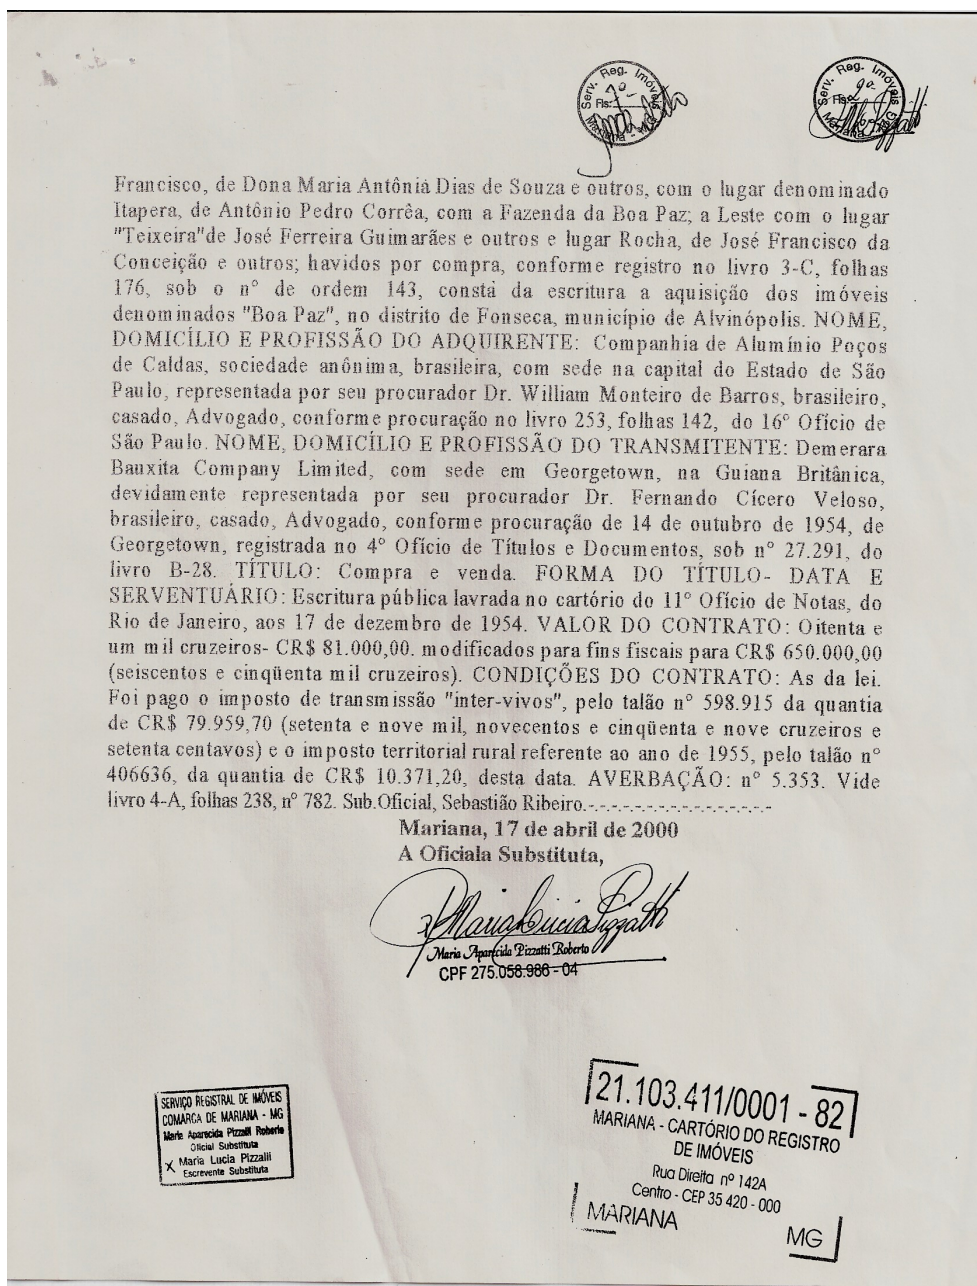 Serv. Reg. Imóveis
Fls.
Mariana - MG
Serv. Reg. Imóveis
Fls.
Mariana MG
Francisco, de Dona Maria Antônia Dias de Souza e outros, com o lugar denominado
Itapera, de Antônio Pedro Corrêa, com a Fazenda da Boa Paz; a Leste com o lugar
"Teixeira"de José Ferreira Guimarães e outros e lugar Rocha, de José Francisco da
Conceição e outros; havidos por compra, conforme registro no livro 3-C, folhas
176, sob o nº de ordem 143, consta da escritura a aquisição dos imóveis
denominados "Boa Paz", no distrito de Fonseca, município de Alvinópolis. NOME,
DOMICÍLIO E PROFISSÃO DO ADQUIRENTE: Companhia de Alumínio Poços
de Caldas, sociedade anônima, brasileira, com sede na capital do Estado de São
Paulo, representada por seu procurador Dr. William Monteiro de Barros, brasileiro,
casado, Advogado, conforme procuração no livro 253, folhas 142, do 16º Ofício de
São Paulo. NOME, DOMICÍLIO E PROFISSÃO DO TRANSMITENTE: Demerara
Bauxita Company Limited, com sede em Georgetown, na Guiana Britânica,
devidamente representada por seu procurador Dr. Fernando Cícero Veloso,
brasileiro, casado, Advogado, conforme procuração de 14 de outubro de 1954, de
Georgetown, registrada no 4º Ofício de Títulos e Documentos, sob nº 27.291, do
livro B-28. TÍTULO: Compra e venda. FORMA DO TÍTULO- DATA E
SERVENTUÁRIO: Escritura pública lavrada no cartório do 11º Ofício de Notas, do
Rio de Janeiro, aos 17 de dezembro de 1954. VALOR DO CONTRATO: Oitenta e
um mil cruzeiros- CR$ 81.000,00. modificados para fins fiscais para CR$ 650.000,00
(seiscentos e cinqüenta mil cruzeiros). CONDIÇÕES DO CONTRATO: As da lei.
Foi pago o imposto de transmissão "inter-vivos", pelo talão nº 598.915 da quantia
de CR$ 79.959,70 (setenta e nove mil, novecentos e cinqüenta e nove cruzeiros e
setenta centavos) e o imposto territorial rural referente ao ano de 1955, pelo talão nº
406636, da quantia de CR$ 10.371,20, desta data. AVERBAÇÃO: nº 5.353. Vide
livro 4-A, folhas 238, nº 782. Sub.Oficial, Sebastião Ribeiro.-.-.-.-.-.-.-.-.-.-.-.-.-.-.-.-
Mariana, 17 de abril de 2000
A Oficiala Substituta,
Maria Lucia Pizzatti
Maria Aparecida Pizzatti Roberto
CPF 275.058.986 - 04
SERVIÇO REGISTRAL DE IMÓVEIS
COMARCA DE MARIANA - MG
Maria Aparecida Pizzatti Roberto
Oficial Substituta
X Maria Lucia Pizzatti
Escrevente Substituta
21.103.411/0001 - 82
MARIANA - CARTÓRIO DO REGISTRO
DE IMÓVEIS
Rua Direita nº 142A
Centro - CEP 35 420 - 000
MARIANA MG